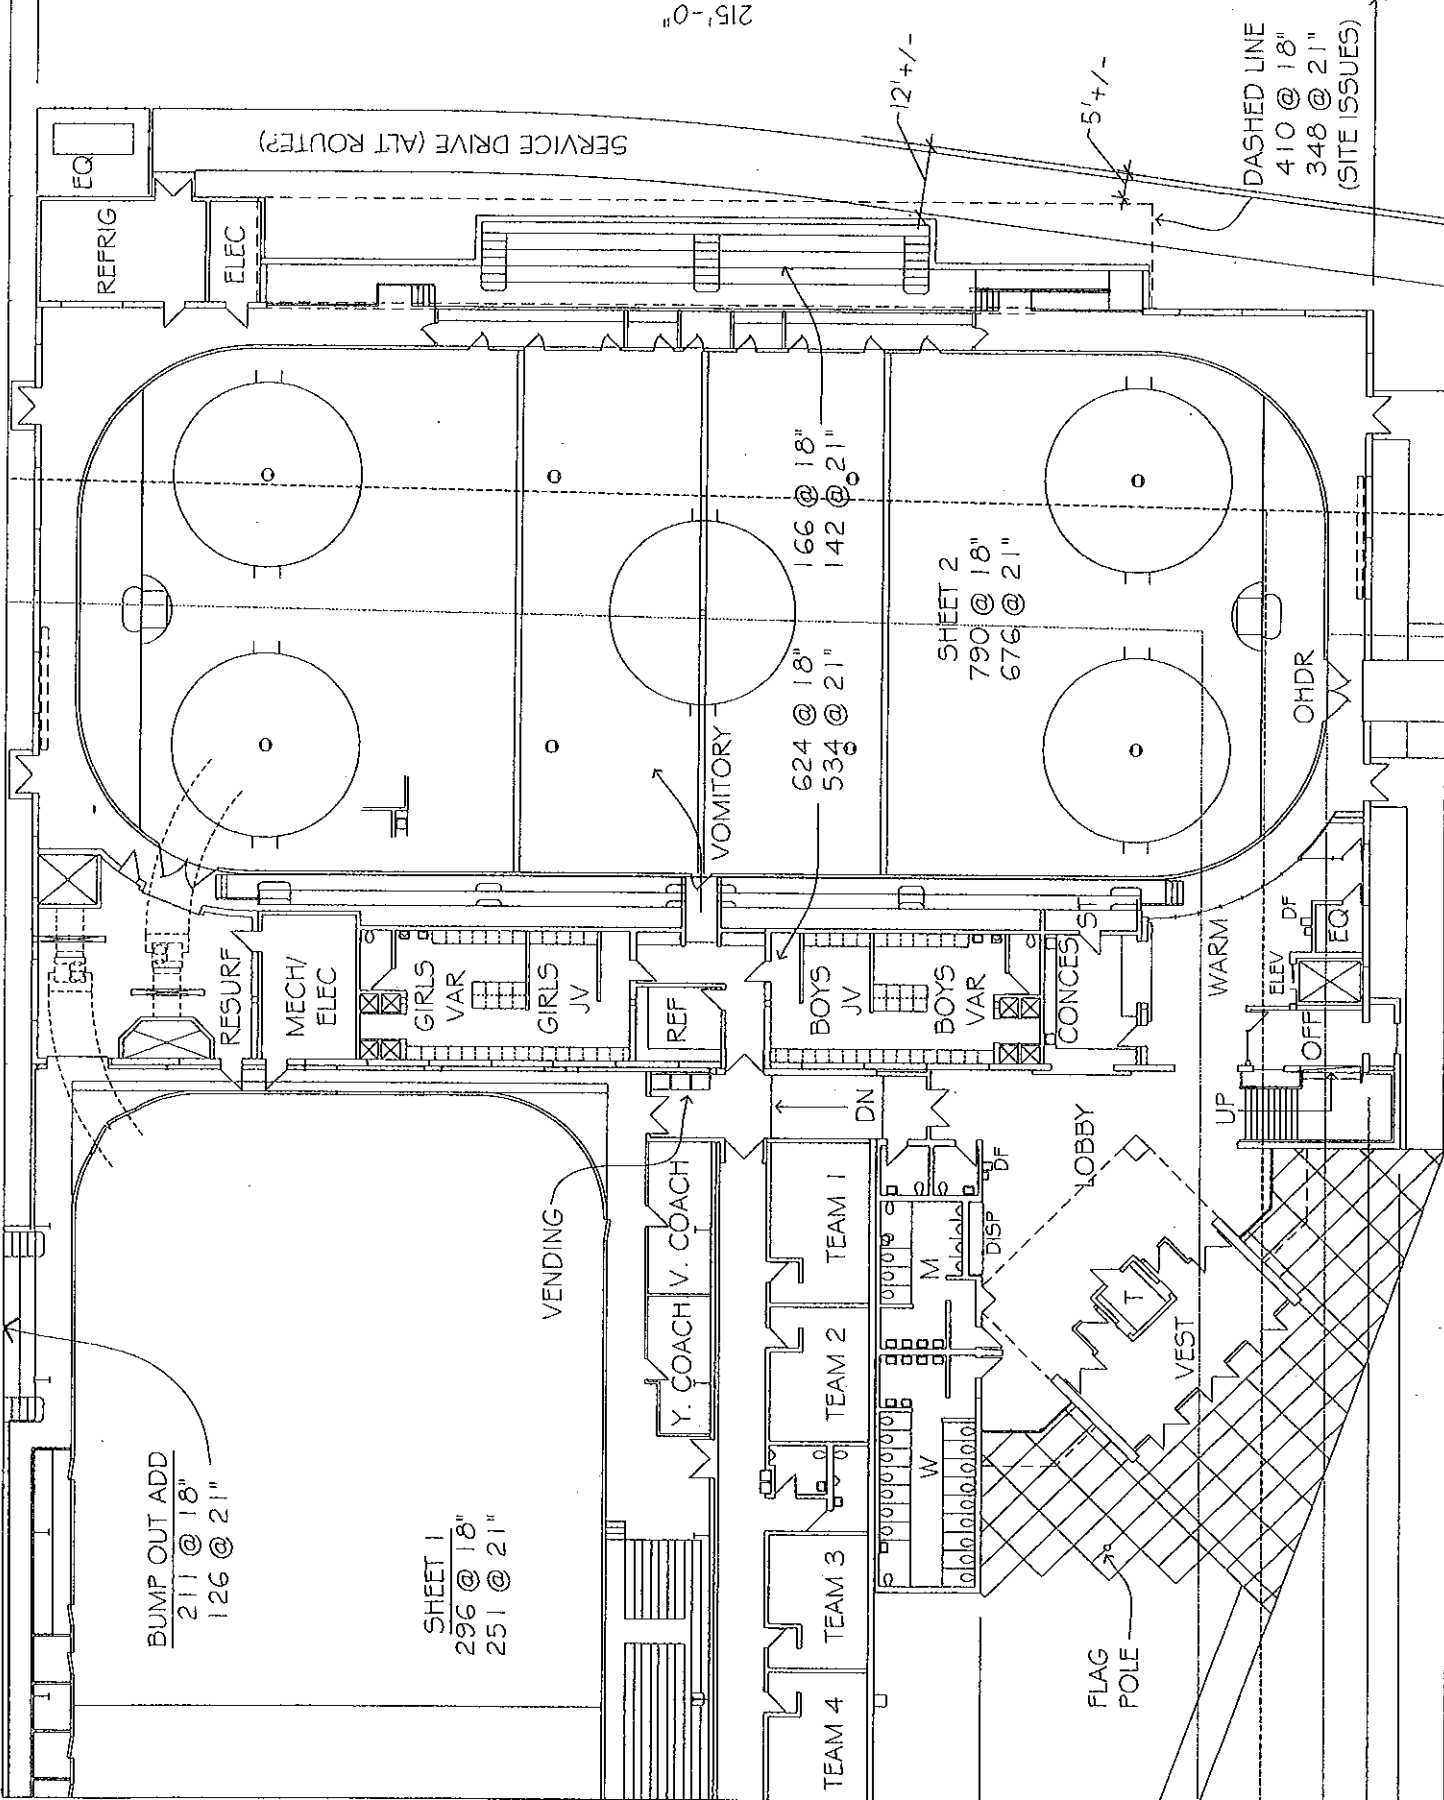 215'-0"
SERVICE DRIVE (ALT ROUTE?)
12'+/-
5'+/-
DASHED LINE
410 @ 18"
348 @ 21"
(SITE ISSUES)
EQ
REFRIG
ELEC
166 @ 18"
142 @ 21"
SHEET 2
790 @ 18"
676 @ 21"
624 @ 18"
534 @ 21"
VOMITORY
OHDR
RESURF
MECH/
ELEC
GIRLS
VAR
GIRLS
JV
REF
BOYS
JV
BOYS
VAR
CONCES
S
WARM
ELEV
DF
EQ
OFF
UP
DN
LOBBY
DF
DISP
VENDING
V. COACH
Y. COACH
TEAM 1
TEAM 2
TEAM 3
TEAM 4
M
W
T
VEST
BUMP OUT ADD
211 @ 18"
126 @ 21"
SHEET 1
296 @ 18"
251 @ 21"
FLAG
POLE